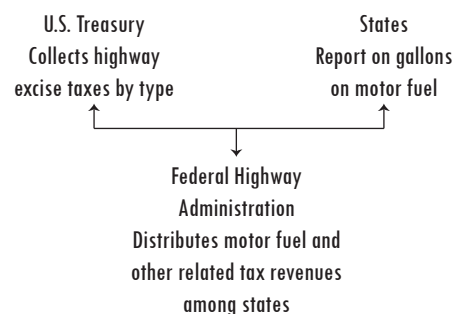 U.S. Treasury
Collects highway
excise taxes by type
States
Report on gallons
on motor fuel
Federal Highway
Administration
Distributes motor fuel and
other related tax revenues
among states